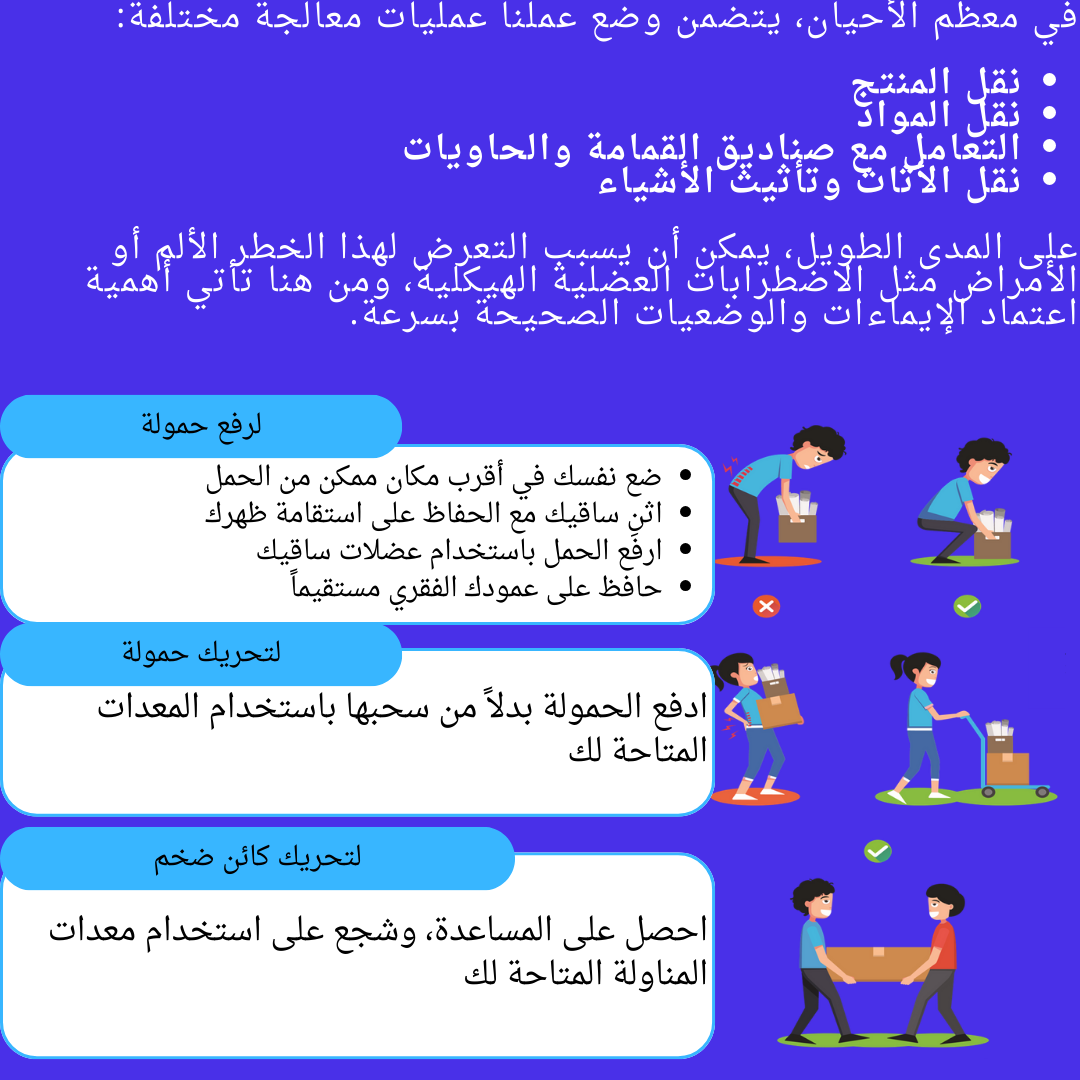 في معظم الأحيان، يتضمن وضع عملنا عمليات معالجة مختلفة:
• نقل المنتج
• نقل المواد
• التعامل مع صناديق القمامة والحاويات
• نقل الأثاث وتأثيث الأشياء
على المدى الطويل، يمكن أن يسبب التعرض لهذا الخطر الألم أو
الأمراض مثل الاضطرابات العضلية الهيكلية، ومن هنا تأتي أهمية
اعتماد الإيماءات والوضعيات الصحيحة بسرعة.
لرفع حمولة
• ضع نفسك في أقرب مكان ممكن من الحمل
• اثنِ ساقيك مع الحفاظ على استقامة ظهرك
• ارفع الحمل باستخدام عضلات ساقيك
• حافظ على عمودك الفقري مستقيماً
لتحريك حمولة
ادفع الحمولة بدلاً من سحبها باستخدام المعدات
المتاحة لك
لتحريك كائن ضخم
احصل على المساعدة، وشجع على استخدام معدات
المناولة المتاحة لك